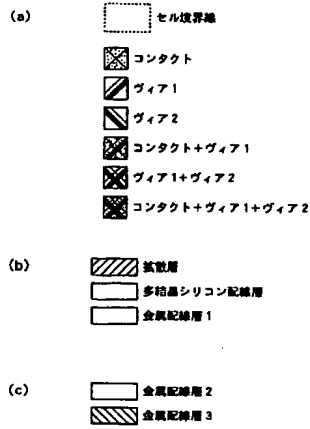 (a)
セル境界線
コンタクト
ヴィア1
ヴィア2
コンタクト+ヴィア1
ヴィア1+ヴィア2
コンタクト+ヴィア1+ヴィア2
(b)
拡散層
多結晶シリコン配線層
金属配線層1
(c)
金属配線層2
金属配線層3